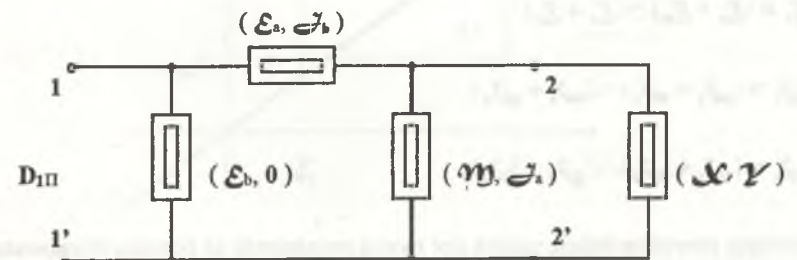 (ℰa, 𝒥b)
1
2
D1П
(ℰb, 0)
(𝔐, 𝒥a)
(𝒳, 𝒴)
1'
2'